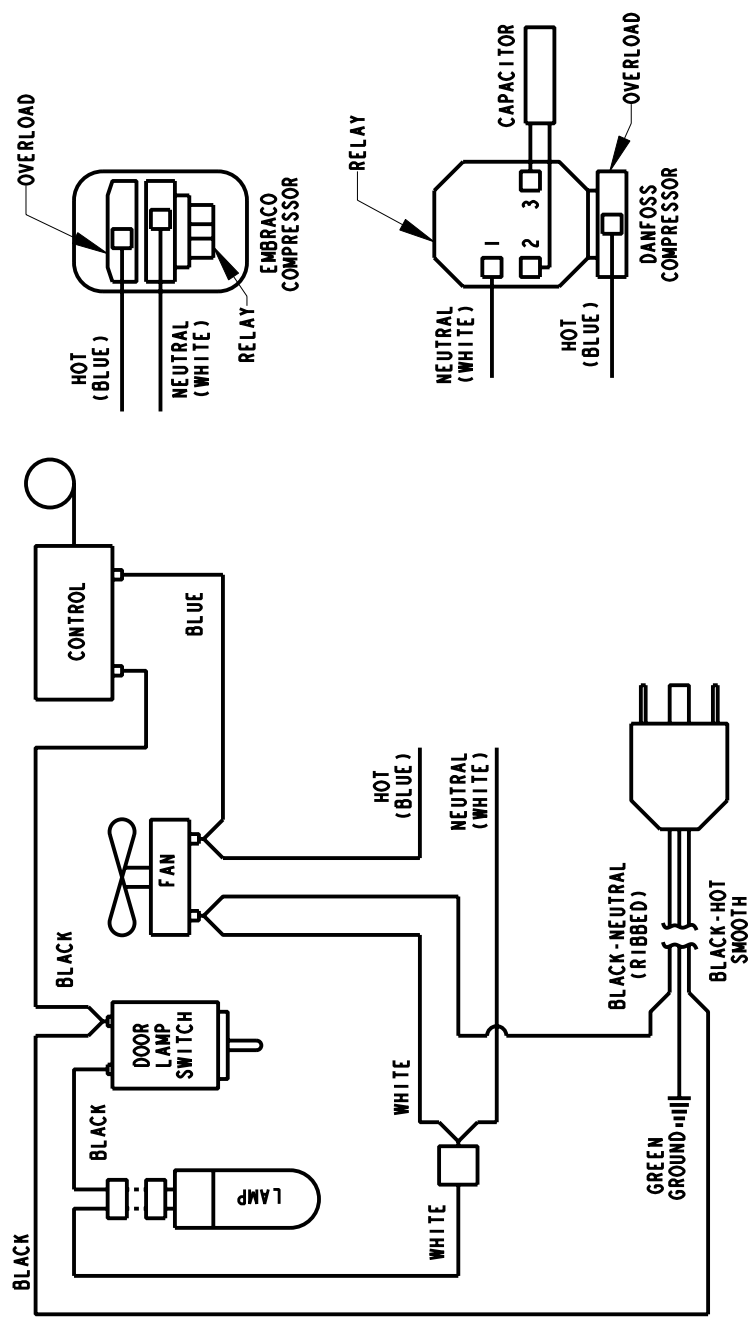 OVERLOAD
HOT
(BLUE)
NEUTRAL
(WHITE)
RELAY
EMBRACO
COMPRESSOR
RELAY
CAPACITOR
OVERLOAD
1
2
3
NEUTRAL
(WHITE)
HOT
(BLUE)
DANFOSS
COMPRESSOR
CONTROL
BLUE
FAN
HOT
(BLUE)
NEUTRAL
(WHITE)
BLACK
DOOR
LAMP
SWITCH
BLACK
LAMP
BLACK
WHITE
WHITE
BLACK-NEUTRAL
(RIBBED)
BLACK-HOT
SMOOTH
GREEN
GROUND